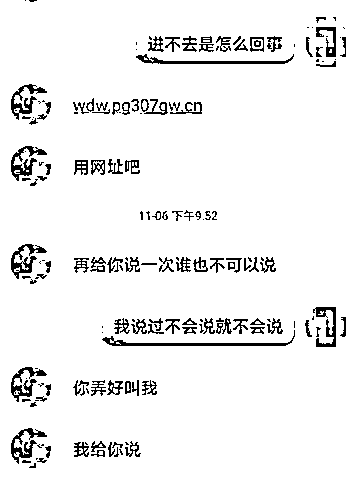 进不去是怎么回事
wdw.pg307gw.cn
用网址吧
11-06 下午9:52
再给你说一次谁也不可以说
我说过不会说就不会说
你弄好叫我
我给你说